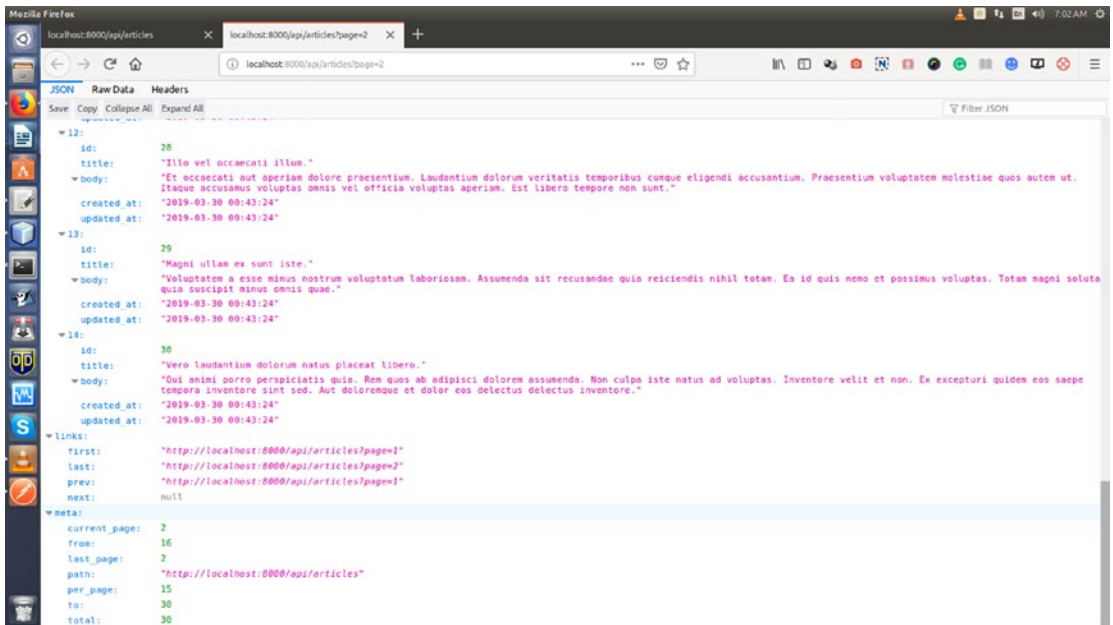 Mozilla Firefox
En
7:02 AM
localhost:8000/api/articles
localhost:8000/api/articles?page=2
localhost:8000/api/articles?page=2
JSON Raw Data Headers
Save Copy Collapse All Expand All
Filter JSON
12:
id: 28
title: "Illo vel occaecati illum."
body: "Et occaecati aut aperiam dolore praesentium. Laudantium dolorum veritatis temporibus cumque eligendi accusantium. Praesentium voluptatem molestiae quos autem ut.
Itaque accusamus voluptas omnis vel officia voluptas aperiam. Est libero tempore non sunt."
created_at: "2019-03-30 00:43:24"
updated_at: "2019-03-30 00:43:24"
13:
id: 29
title: "Magni ullam ex sunt iste."
body: "Voluptatem a esse minus nostrum voluptatum laboriosam. Assumenda sit recusandae quia reiciendis nihil totam. Ea id quis nemo et possimus voluptas. Totam magni soluta
quia suscipit minus omnis quae."
created_at: "2019-03-30 00:43:24"
updated_at: "2019-03-30 00:43:24"
14:
id: 30
title: "Vero laudantium dolorum natus placeat libero."
body: "Qui animi porro perspiciatis quia. Rem quos ab adipisci dolorem assumenda. Non culpa iste natus ad voluptas. Inventore velit et non. Ex excepturi quidem eos saepe
tempora inventore sint sed. Aut doloremque et dolor eos delectus delectus inventore."
created_at: "2019-03-30 00:43:24"
updated_at: "2019-03-30 00:43:24"
links:
first: "http://localhost:8000/api/articles?page=1"
last: "http://localhost:8000/api/articles?page=2"
prev: "http://localhost:8000/api/articles?page=1"
next: null
meta:
current_page: 2
from: 16
last_page: 2
path: "http://localhost:8000/api/articles"
per_page: 15
to: 30
total: 30